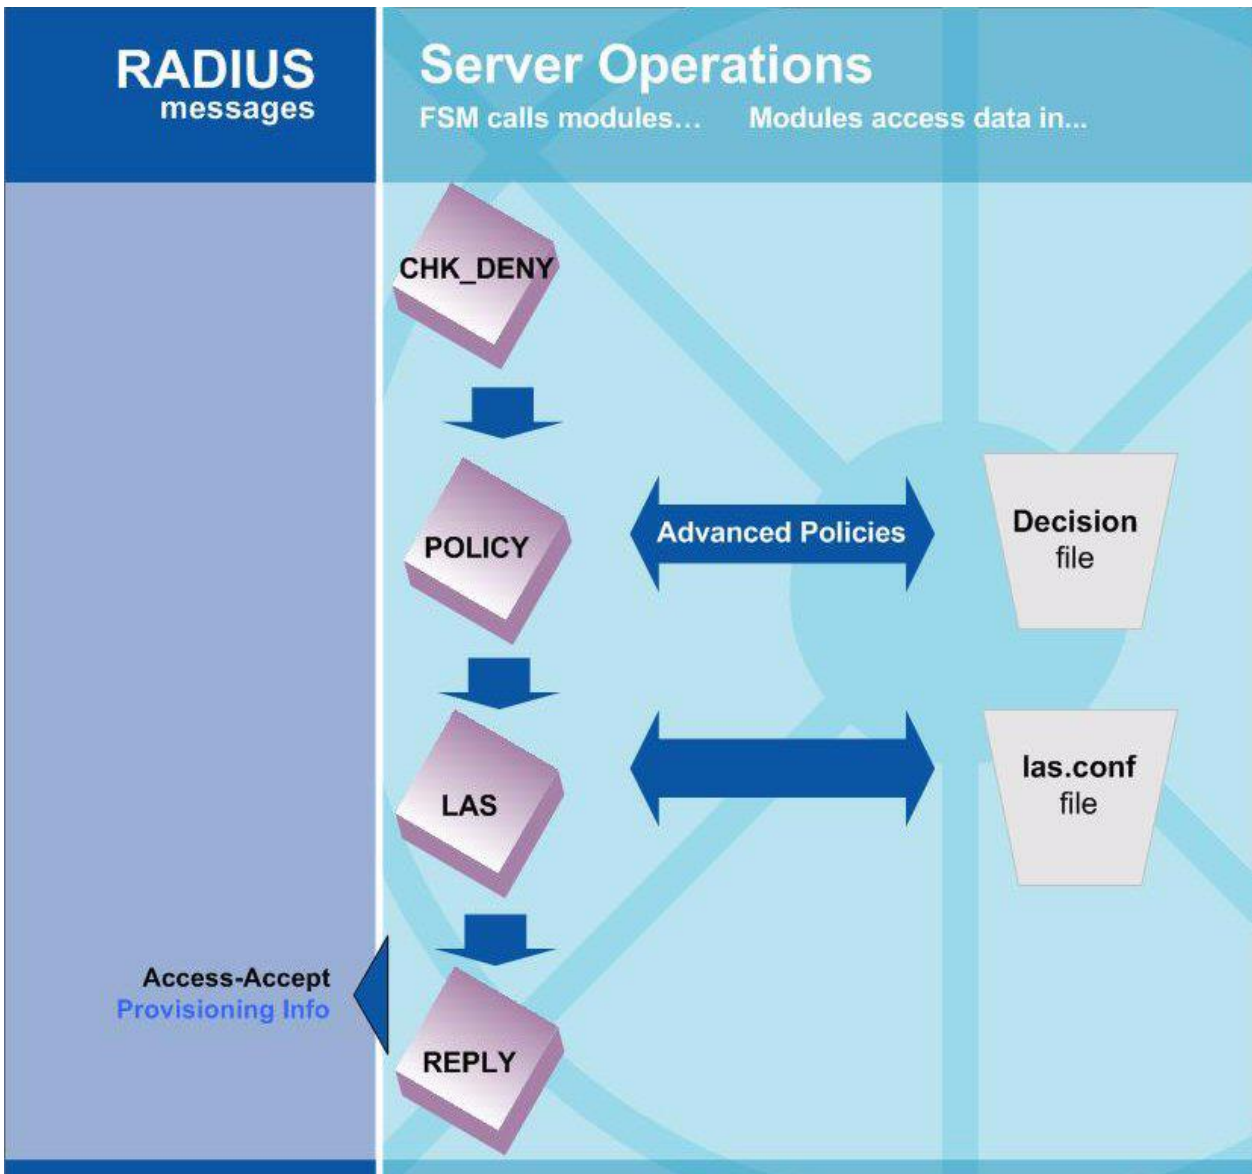 RADIUS
messages
Server Operations
FSM calls modules… Modules access data in...
CHK_DENY
POLICY
Advanced Policies
Decision
file
LAS
las.conf
file
Access-Accept
Provisioning Info
REPLY